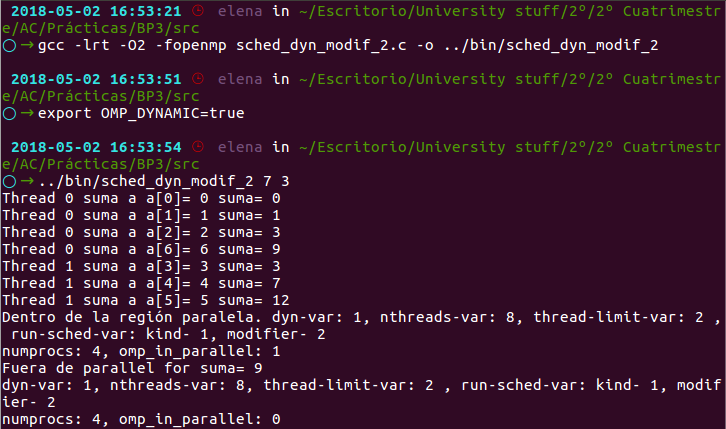 2018-05-02 16:53:21 elena in ~/Escritorio/University stuff/2º/2º Cuatrimestr
e/AC/Prácticas/BP3/src
→gcc -lrt -O2 -fopenmp sched_dyn_modif_2.c -o ../bin/sched_dyn_modif_2
2018-05-02 16:53:51 elena in ~/Escritorio/University stuff/2º/2º Cuatrimestr
e/AC/Prácticas/BP3/src
→export OMP_DYNAMIC=true
2018-05-02 16:53:54 elena in ~/Escritorio/University stuff/2º/2º Cuatrimestr
e/AC/Prácticas/BP3/src
→../bin/sched_dyn_modif_2 7 3
Thread 0 suma a a[0]= 0 suma= 0
Thread 0 suma a a[1]= 1 suma= 1
Thread 0 suma a a[2]= 2 suma= 3
Thread 0 suma a a[6]= 6 suma= 9
Thread 1 suma a a[3]= 3 suma= 3
Thread 1 suma a a[4]= 4 suma= 7
Thread 1 suma a a[5]= 5 suma= 12
Dentro de la región paralela. dyn-var: 1, nthreads-var: 8, thread-limit-var: 2 ,
run-sched-var: kind- 1, modifier- 2
numprocs: 4, omp_in_parallel: 1
Fuera de parallel for suma= 9
dyn-var: 1, nthreads-var: 8, thread-limit-var: 2 , run-sched-var: kind- 1, modif
ier- 2
numprocs: 4, omp_in_parallel: 0